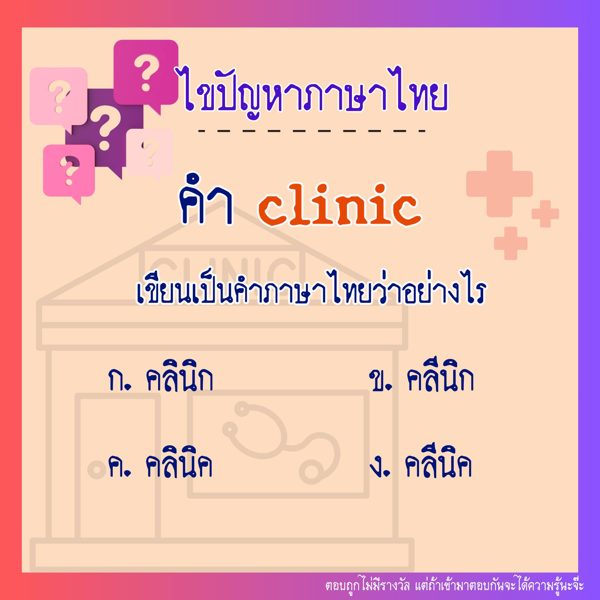 ไขปัญหาภาษาไทย
คำ clinic
CLINIC
เขียนเป็นคำภาษาไทยว่าอย่างไร
ก. คลินิก ข. คลีนิก
ค. คลินิค ง. คลีนิค
ตอบถูกไม่มีรางวัล แต่ถ้าเข้ามาตอบกันจะได้ความรู้นะจ๊ะ